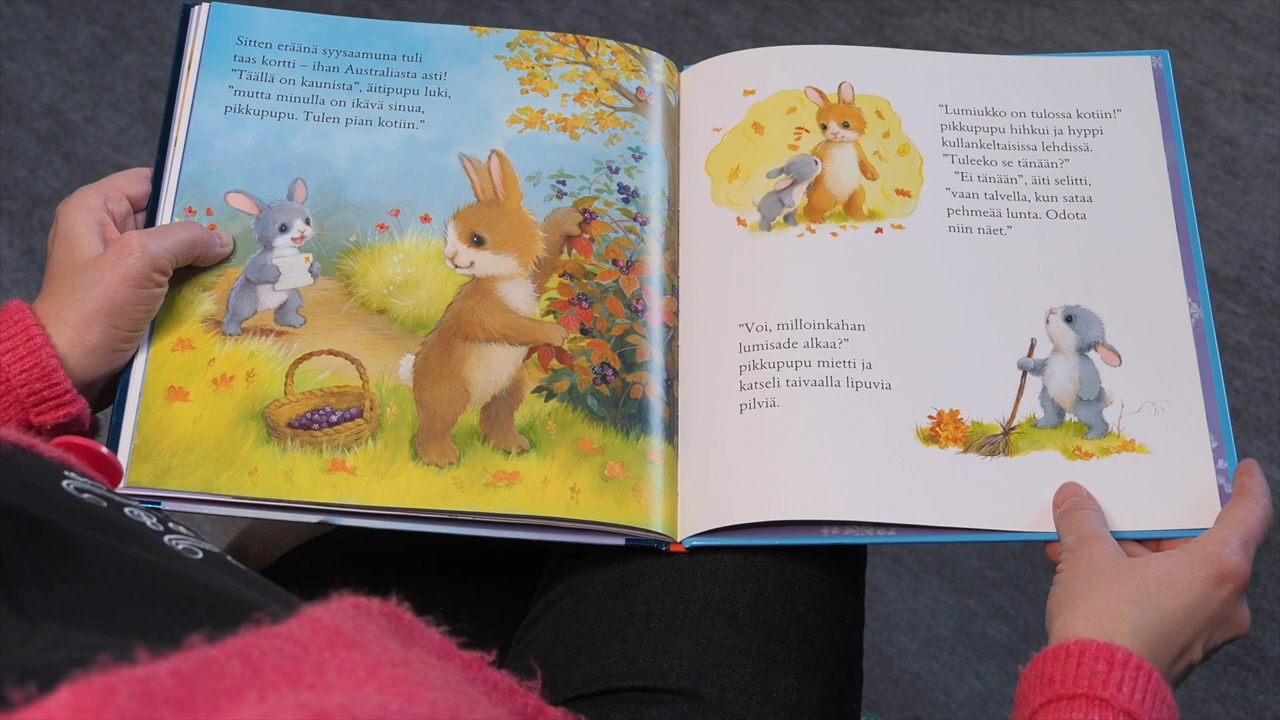 Sitten eräänä syysaamuna tuli
taas kortti – ihan Australiasta asti!
”Täällä on kaunista”, äitipupu luki,
”mutta minulla on ikävä sinua,
pikkupupu. Tulen pian kotiin.”
”Lumiukko on tulossa kotiin!”
pikkupupu hihkui ja hyppi
kullankeltaisissa lehdissä.
”Tuleeko se tänään?”
”Ei tänään”, äiti selitti,
”vaan talvella, kun sataa
pehmeää lunta. Odota
niin näet.”
”Voi, milloinkahan
lumisade alkaa?”
pikkupupu mietti ja
katseli taivaalla lipuvia
pilviä.